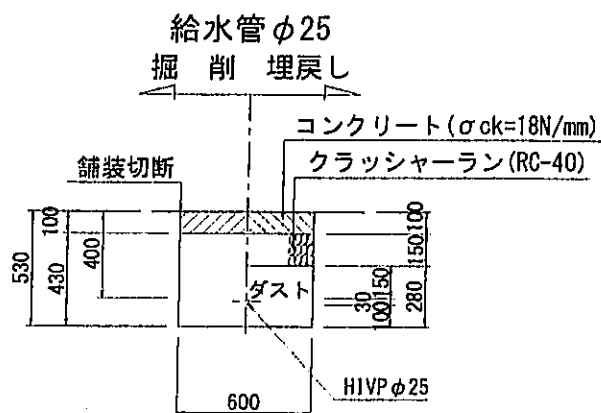 給水管φ25
掘 削 埋戻し
コンクリート(σck=18N/mm)
クラッシャーラン(RC-40)
舗装切断
530
100
430
400
ダスト
30
100
150
280
150
100
HIVPφ25
600